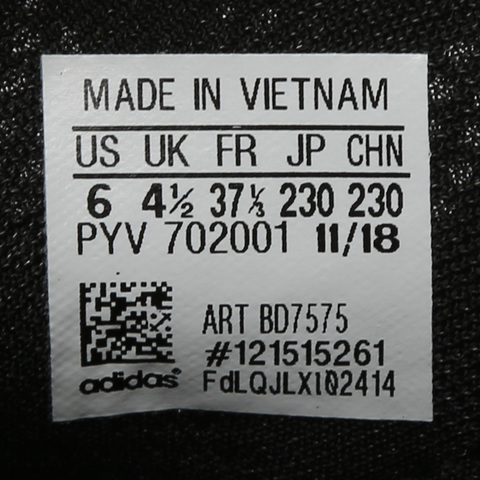 MADE IN VIETNAM
US UK FR JP CHN
6 4½ 37⅓ 230 230
PYV 702001 11/18
ART BD7575
#121515261
adidas FdLQJLX102414